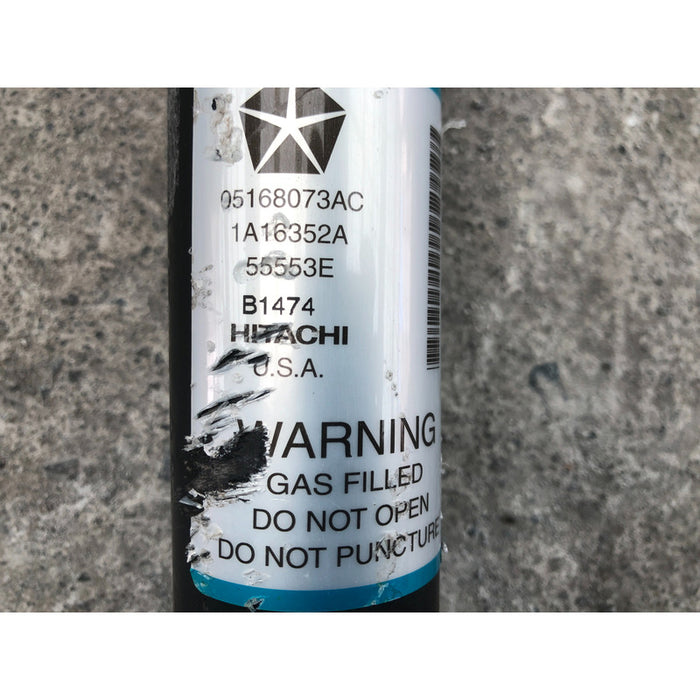 05168073AC
1A16352A
55553E
B1474
HITACHI
U.S.A.
WARNING
GAS FILLED
DO NOT OPEN
DO NOT PUNCTURE